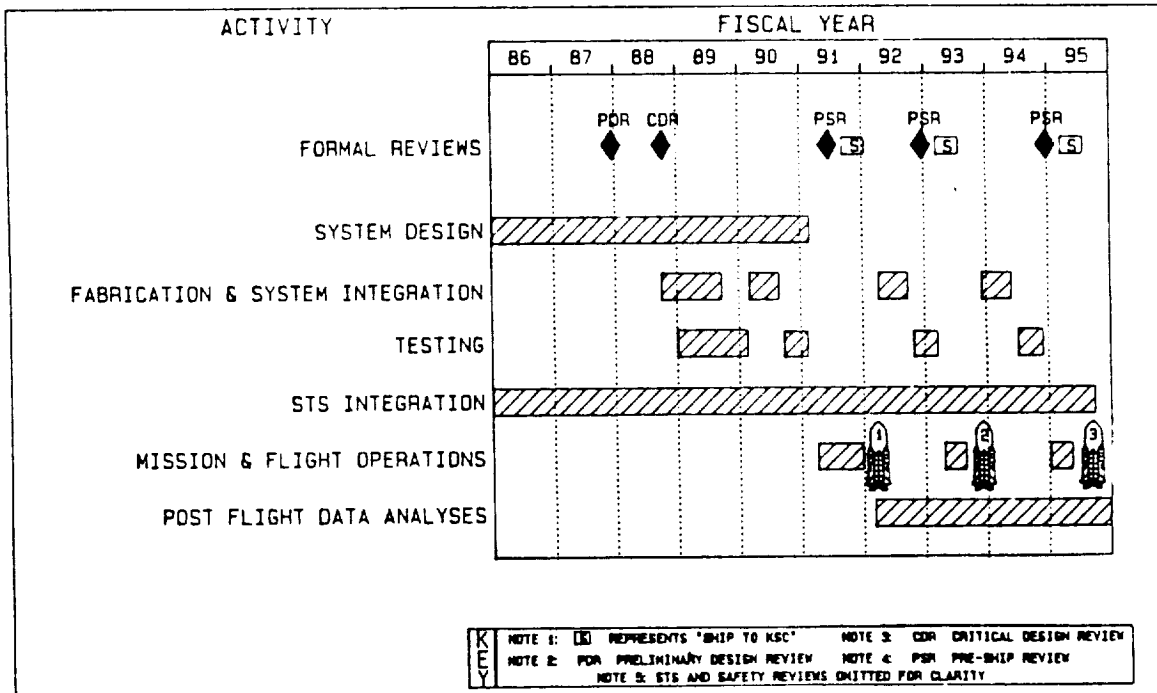 ACTIVITY FISCAL YEAR
86 87 88 89 90 91 92 93 94 95
PDR CDR PSR PSR PSR
FORMAL REVIEWS S S S
SYSTEM DESIGN
FABRICATION & SYSTEM INTEGRATION
TESTING
STS INTEGRATION
MISSION & FLIGHT OPERATIONS 1 2 3
POST FLIGHT DATA ANALYSES
KEY
NOTE 1: S REPRESENTS "SHIP TO KSC" NOTE 3: CDR CRITICAL DESIGN REVIEW
NOTE 2: PDR PRELIMINARY DESIGN REVIEW NOTE 4: PSR PRE-SHIP REVIEW
NOTE 5: STS AND SAFETY REVIEWS OMITTED FOR CLARITY